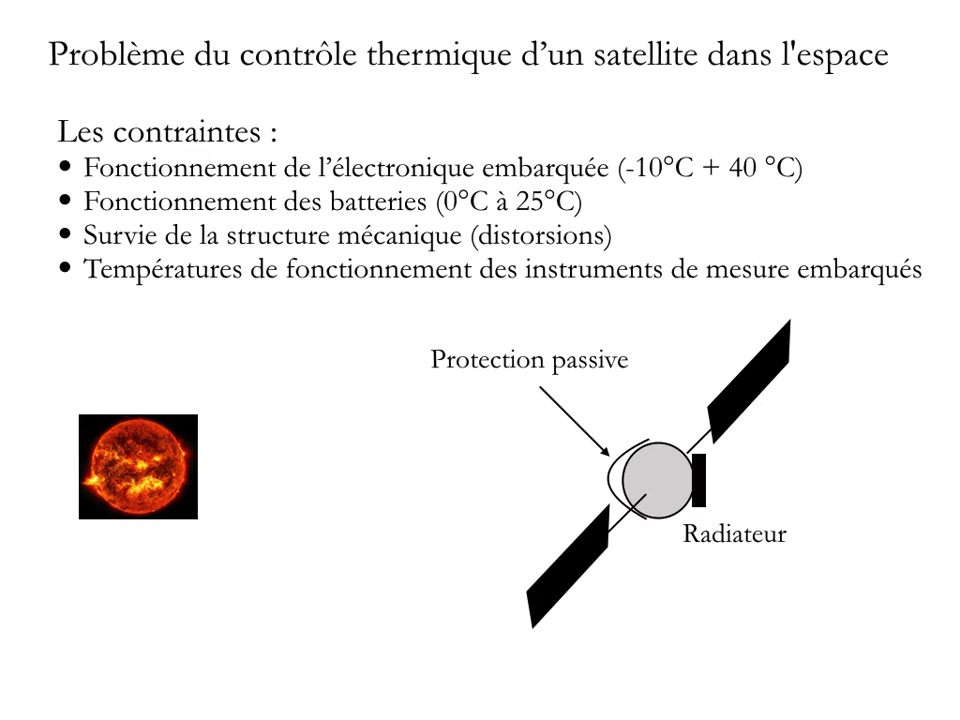 Problème du contrôle thermique d’un satellite dans l'espace
Les contraintes :
• Fonctionnement de l’électronique embarquée (-10°C + 40 °C)
• Fonctionnement des batteries (0°C à 25°C)
• Survie de la structure mécanique (distorsions)
• Températures de fonctionnement des instruments de mesure embarqués
Protection passive
Radiateur